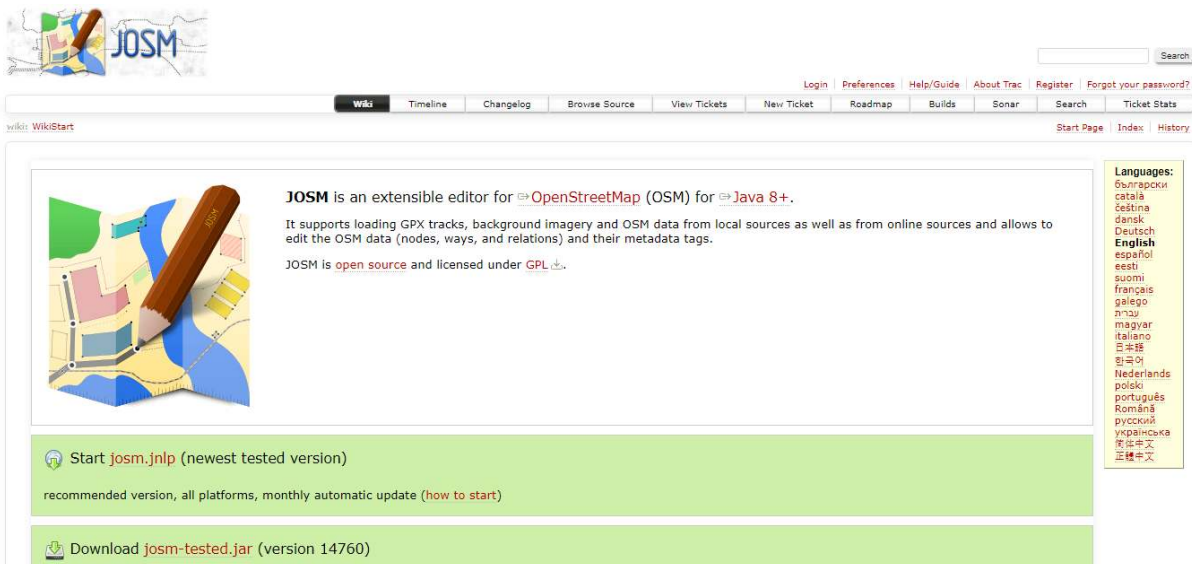 JOSM
Search
Login Preferences Help/Guide About Trac Register Forgot your password?
Wiki Timeline Changelog Browse Source View Tickets New Ticket Roadmap Builds Sonar Search Ticket Stats
wiki: WikiStart
Start Page Index History
JOSM
JOSM is an extensible editor for OpenStreetMap (OSM) for Java 8+.
It supports loading GPX tracks, background imagery and OSM data from local sources as well as from online sources and allows to
edit the OSM data (nodes, ways, and relations) and their metadata tags.
JOSM is open source and licensed under GPL.
Start josm.jnlp (newest tested version)
recommended version, all platforms, monthly automatic update (how to start)
Download josm-tested.jar (version 14760)
Languages:
български
català
čeština
dansk
Deutsch
English
español
eesti
suomi
français
galego
עברית
magyar
italiano
日本語
한국어
Nederlands
polski
português
Română
русский
українська
简体中文
正體中文